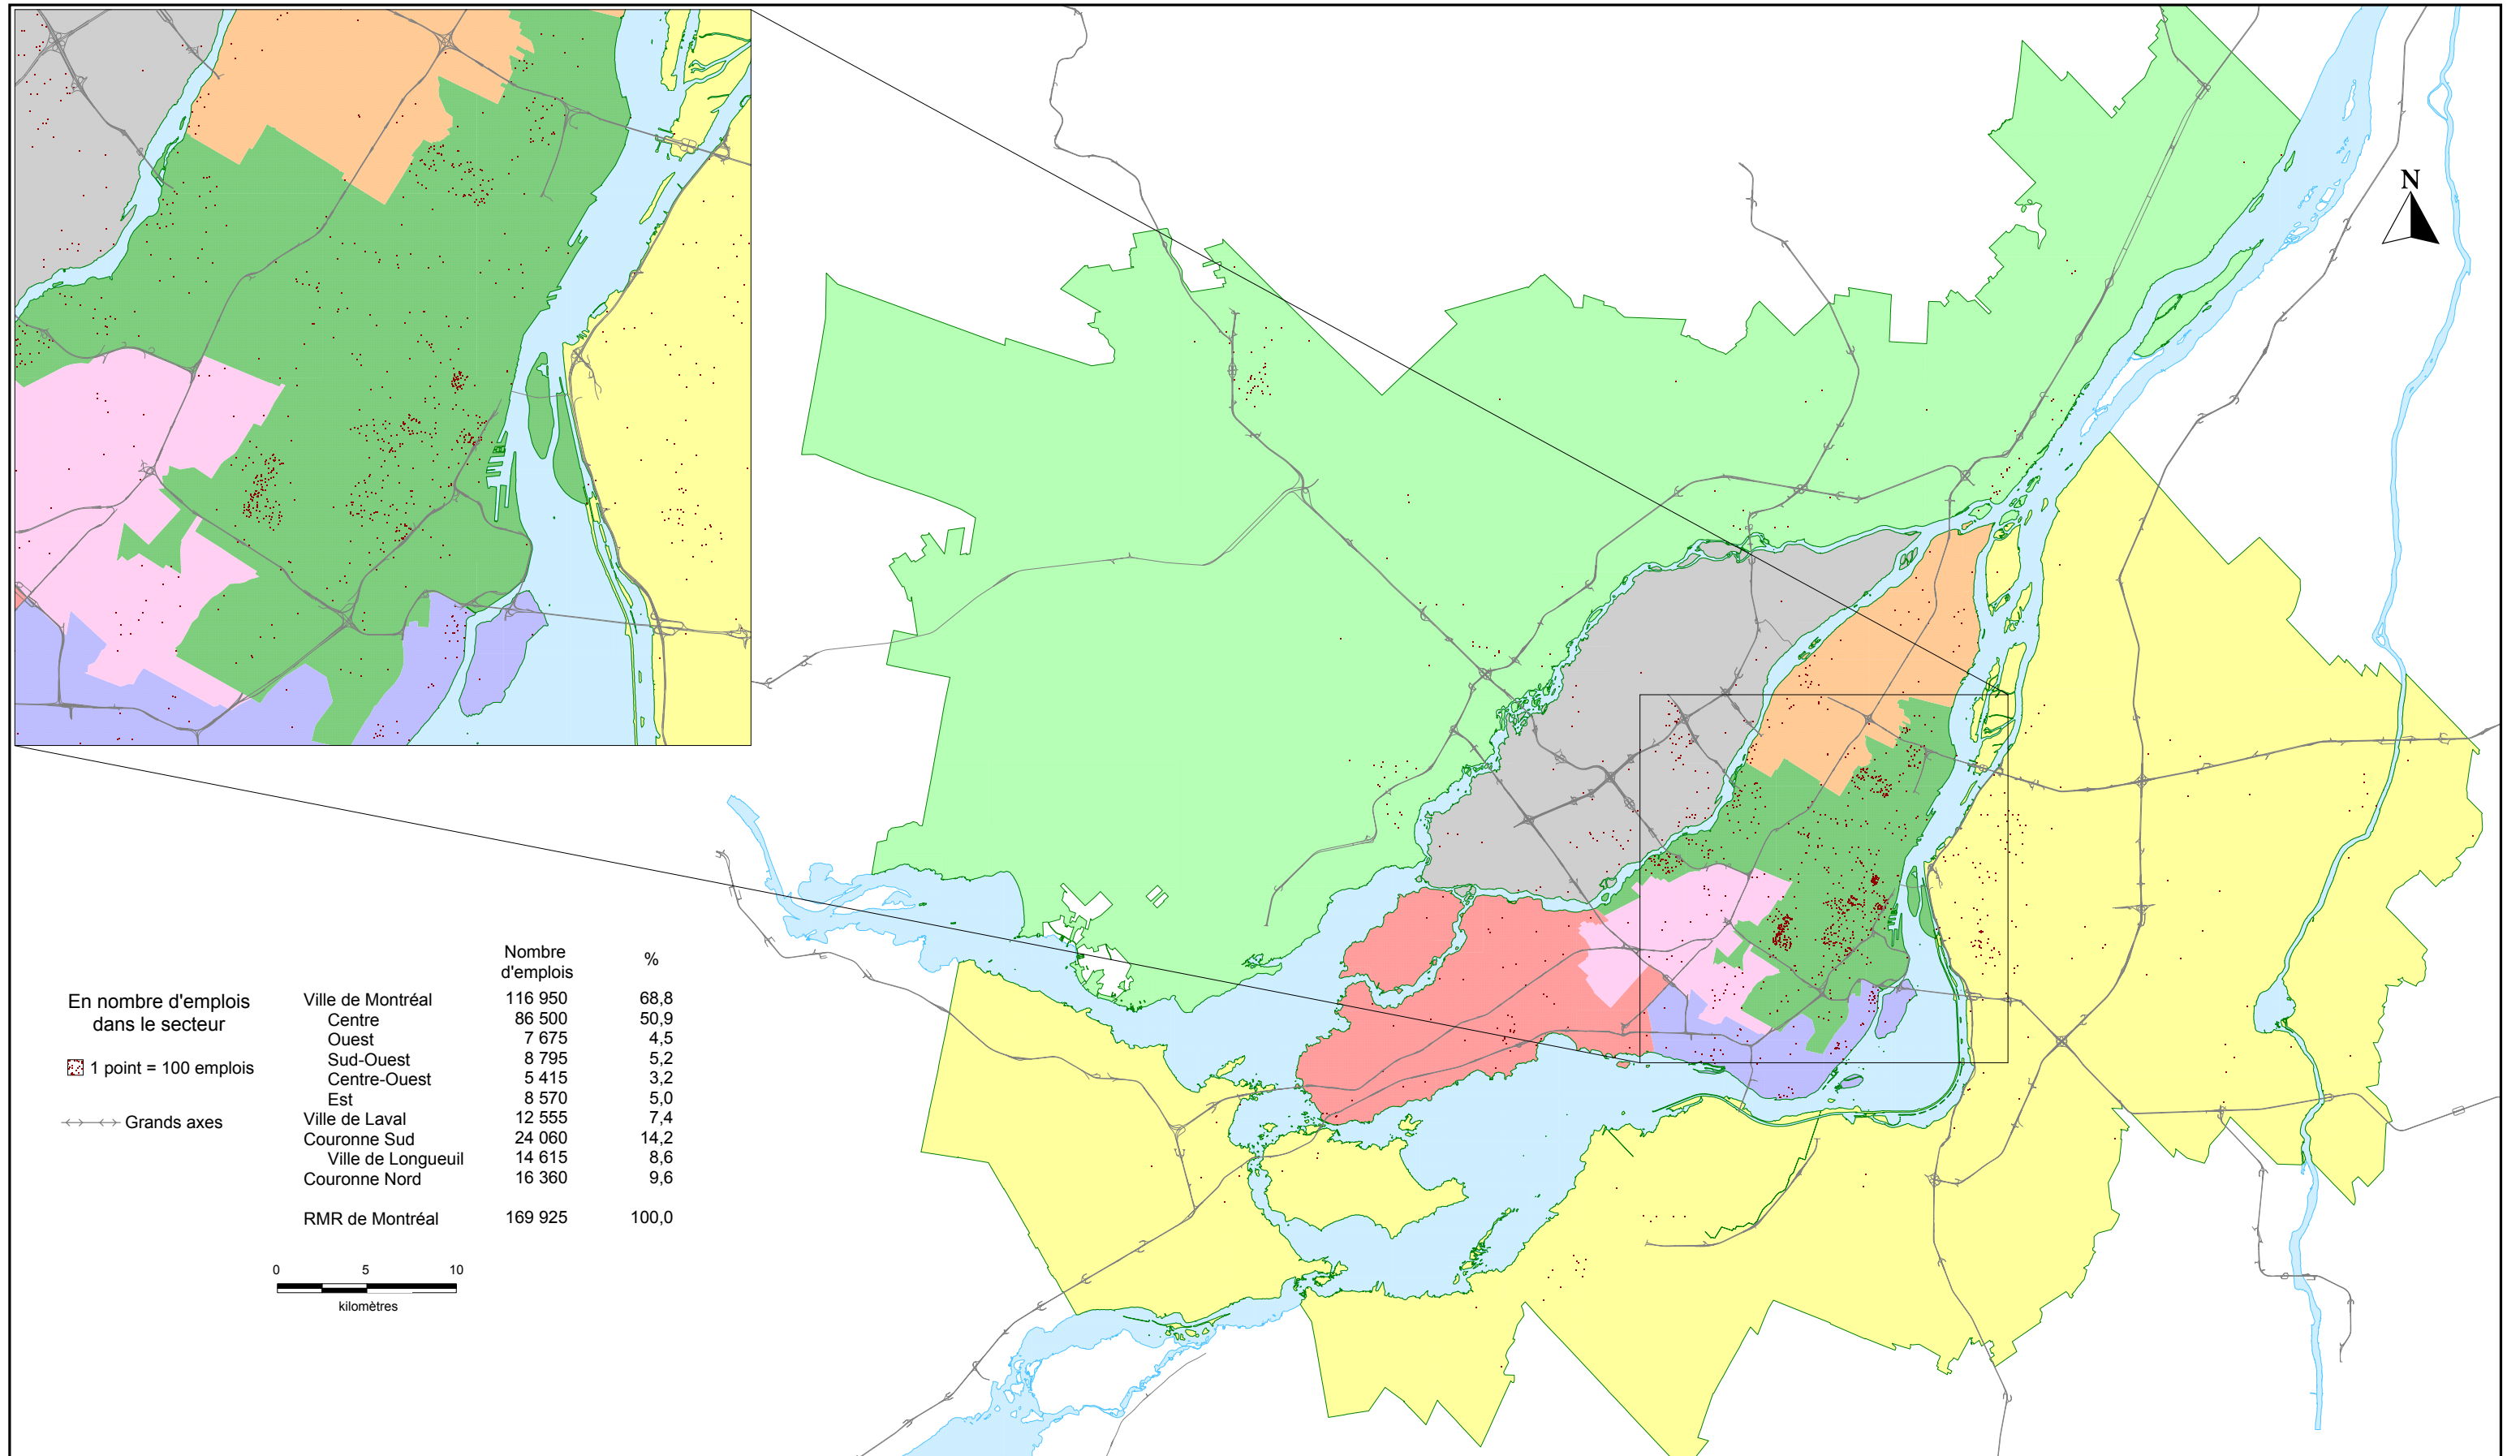 N
Nombre
d'emplois
%
En nombre d'emplois
dans le secteur
1 point = 100 emplois
Grands axes
Ville de Montréal 116 950 68,8
Centre 86 500 50,9
Ouest 7 675 4,5
Sud-Ouest 8 795 5,2
Centre-Ouest 5 415 3,2
Est 8 570 5,0
Ville de Laval 12 555 7,4
Couronne Sud 24 060 14,2
Ville de Longueuil 14 615 8,6
Couronne Nord 16 360 9,6
RMR de Montréal 169 925 100,0
0 5 10
kilomètres